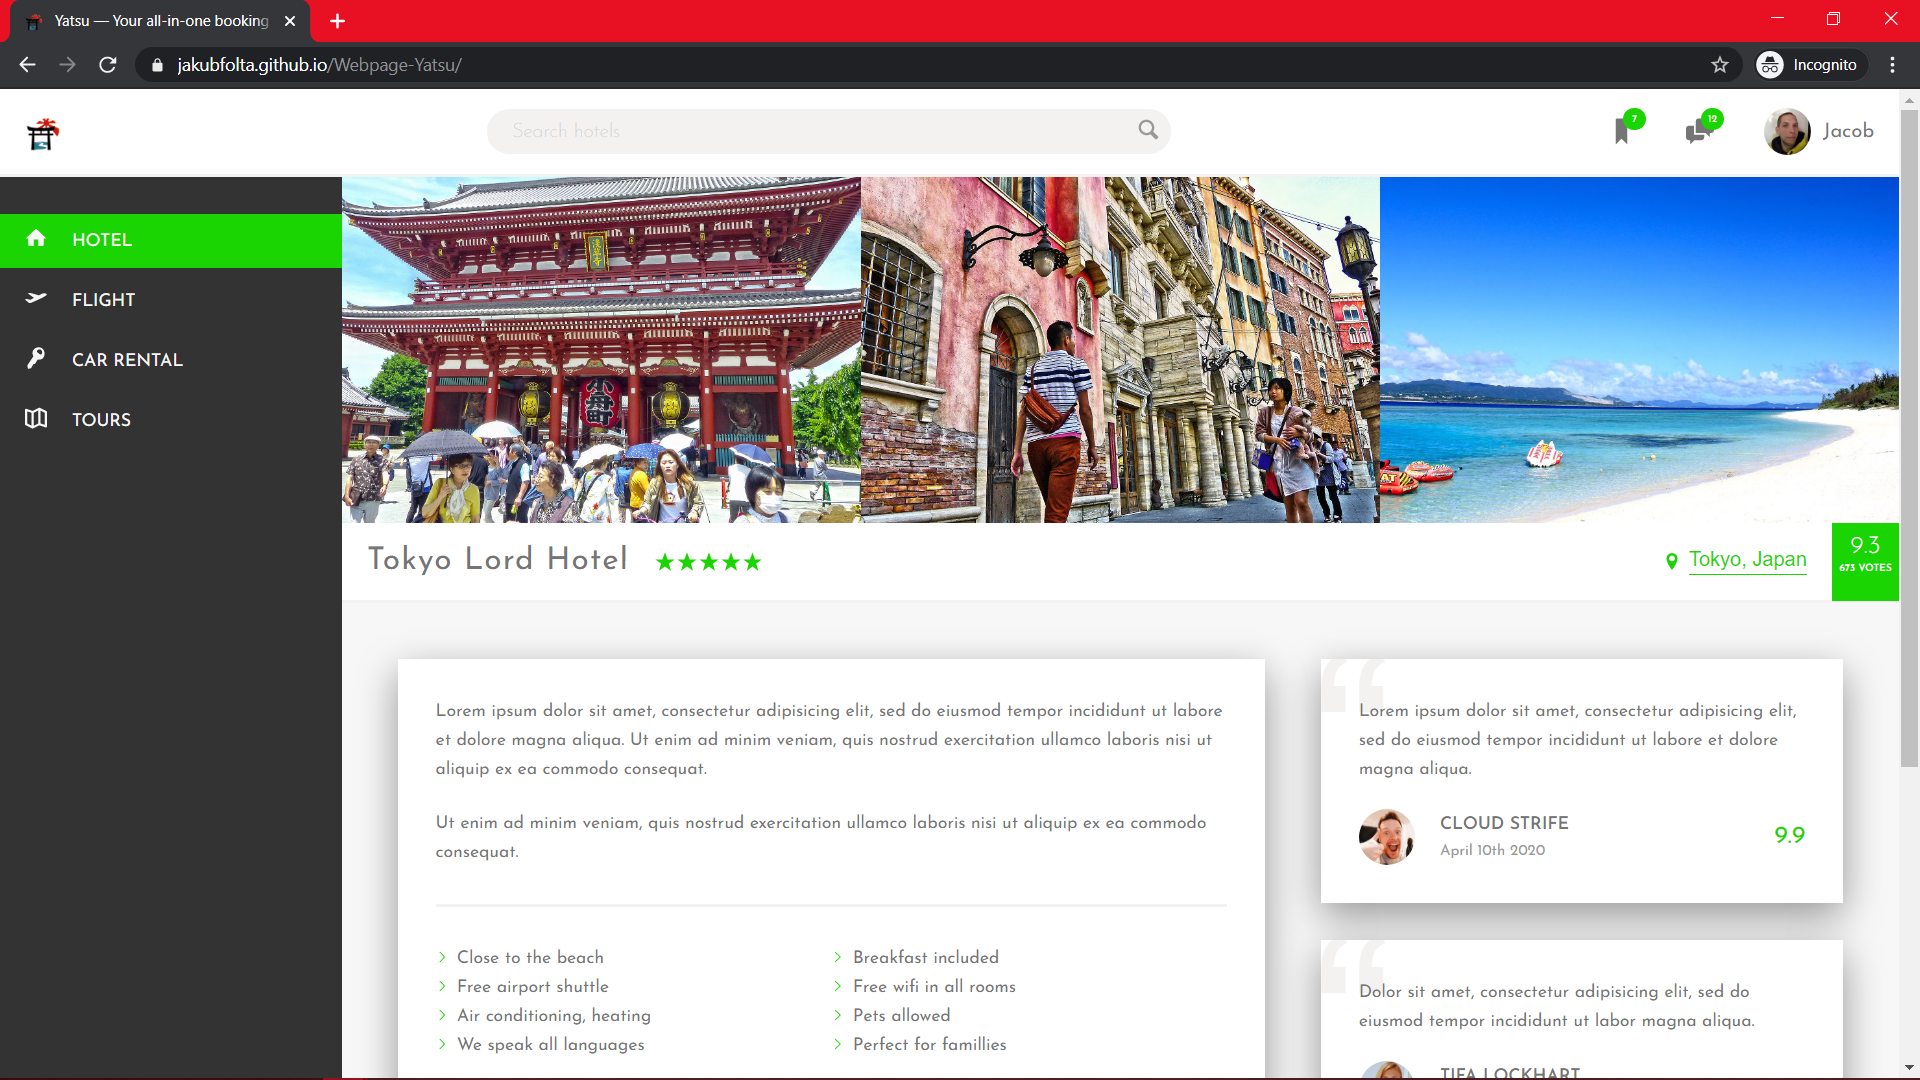 Yatsu — Your all-in-one booking
jakubfolta.github.io/Webpage-Yatsu/
Incognito
Search hotels
7
12
Jacob
HOTEL
FLIGHT
CAR RENTAL
TOURS
小舟町
Tokyo Lord Hotel
Tokyo, Japan
9.3
673 VOTES
Lorem ipsum dolor sit amet, consectetur adipisicing elit, sed do eiusmod tempor incididunt ut labore
et dolore magna aliqua. Ut enim ad minim veniam, quis nostrud exercitation ullamco laboris nisi ut
aliquip ex ea commodo consequat.
Ut enim ad minim veniam, quis nostrud exercitation ullamco laboris nisi ut aliquip ex ea commodo
consequat.
Close to the beach
Free airport shuttle
Air conditioning, heating
We speak all languages
Breakfast included
Free wifi in all rooms
Pets allowed
Perfect for famillies
Lorem ipsum dolor sit amet, consectetur adipisicing elit,
sed do eiusmod tempor incididunt ut labore et dolore
magna aliqua.
CLOUD STRIFE
April 10th 2020
9.9
Dolor sit amet, consectetur adipisicing elit, sed do
eiusmod tempor incididunt ut labor magna aliqua.
TIFA LOCKHART